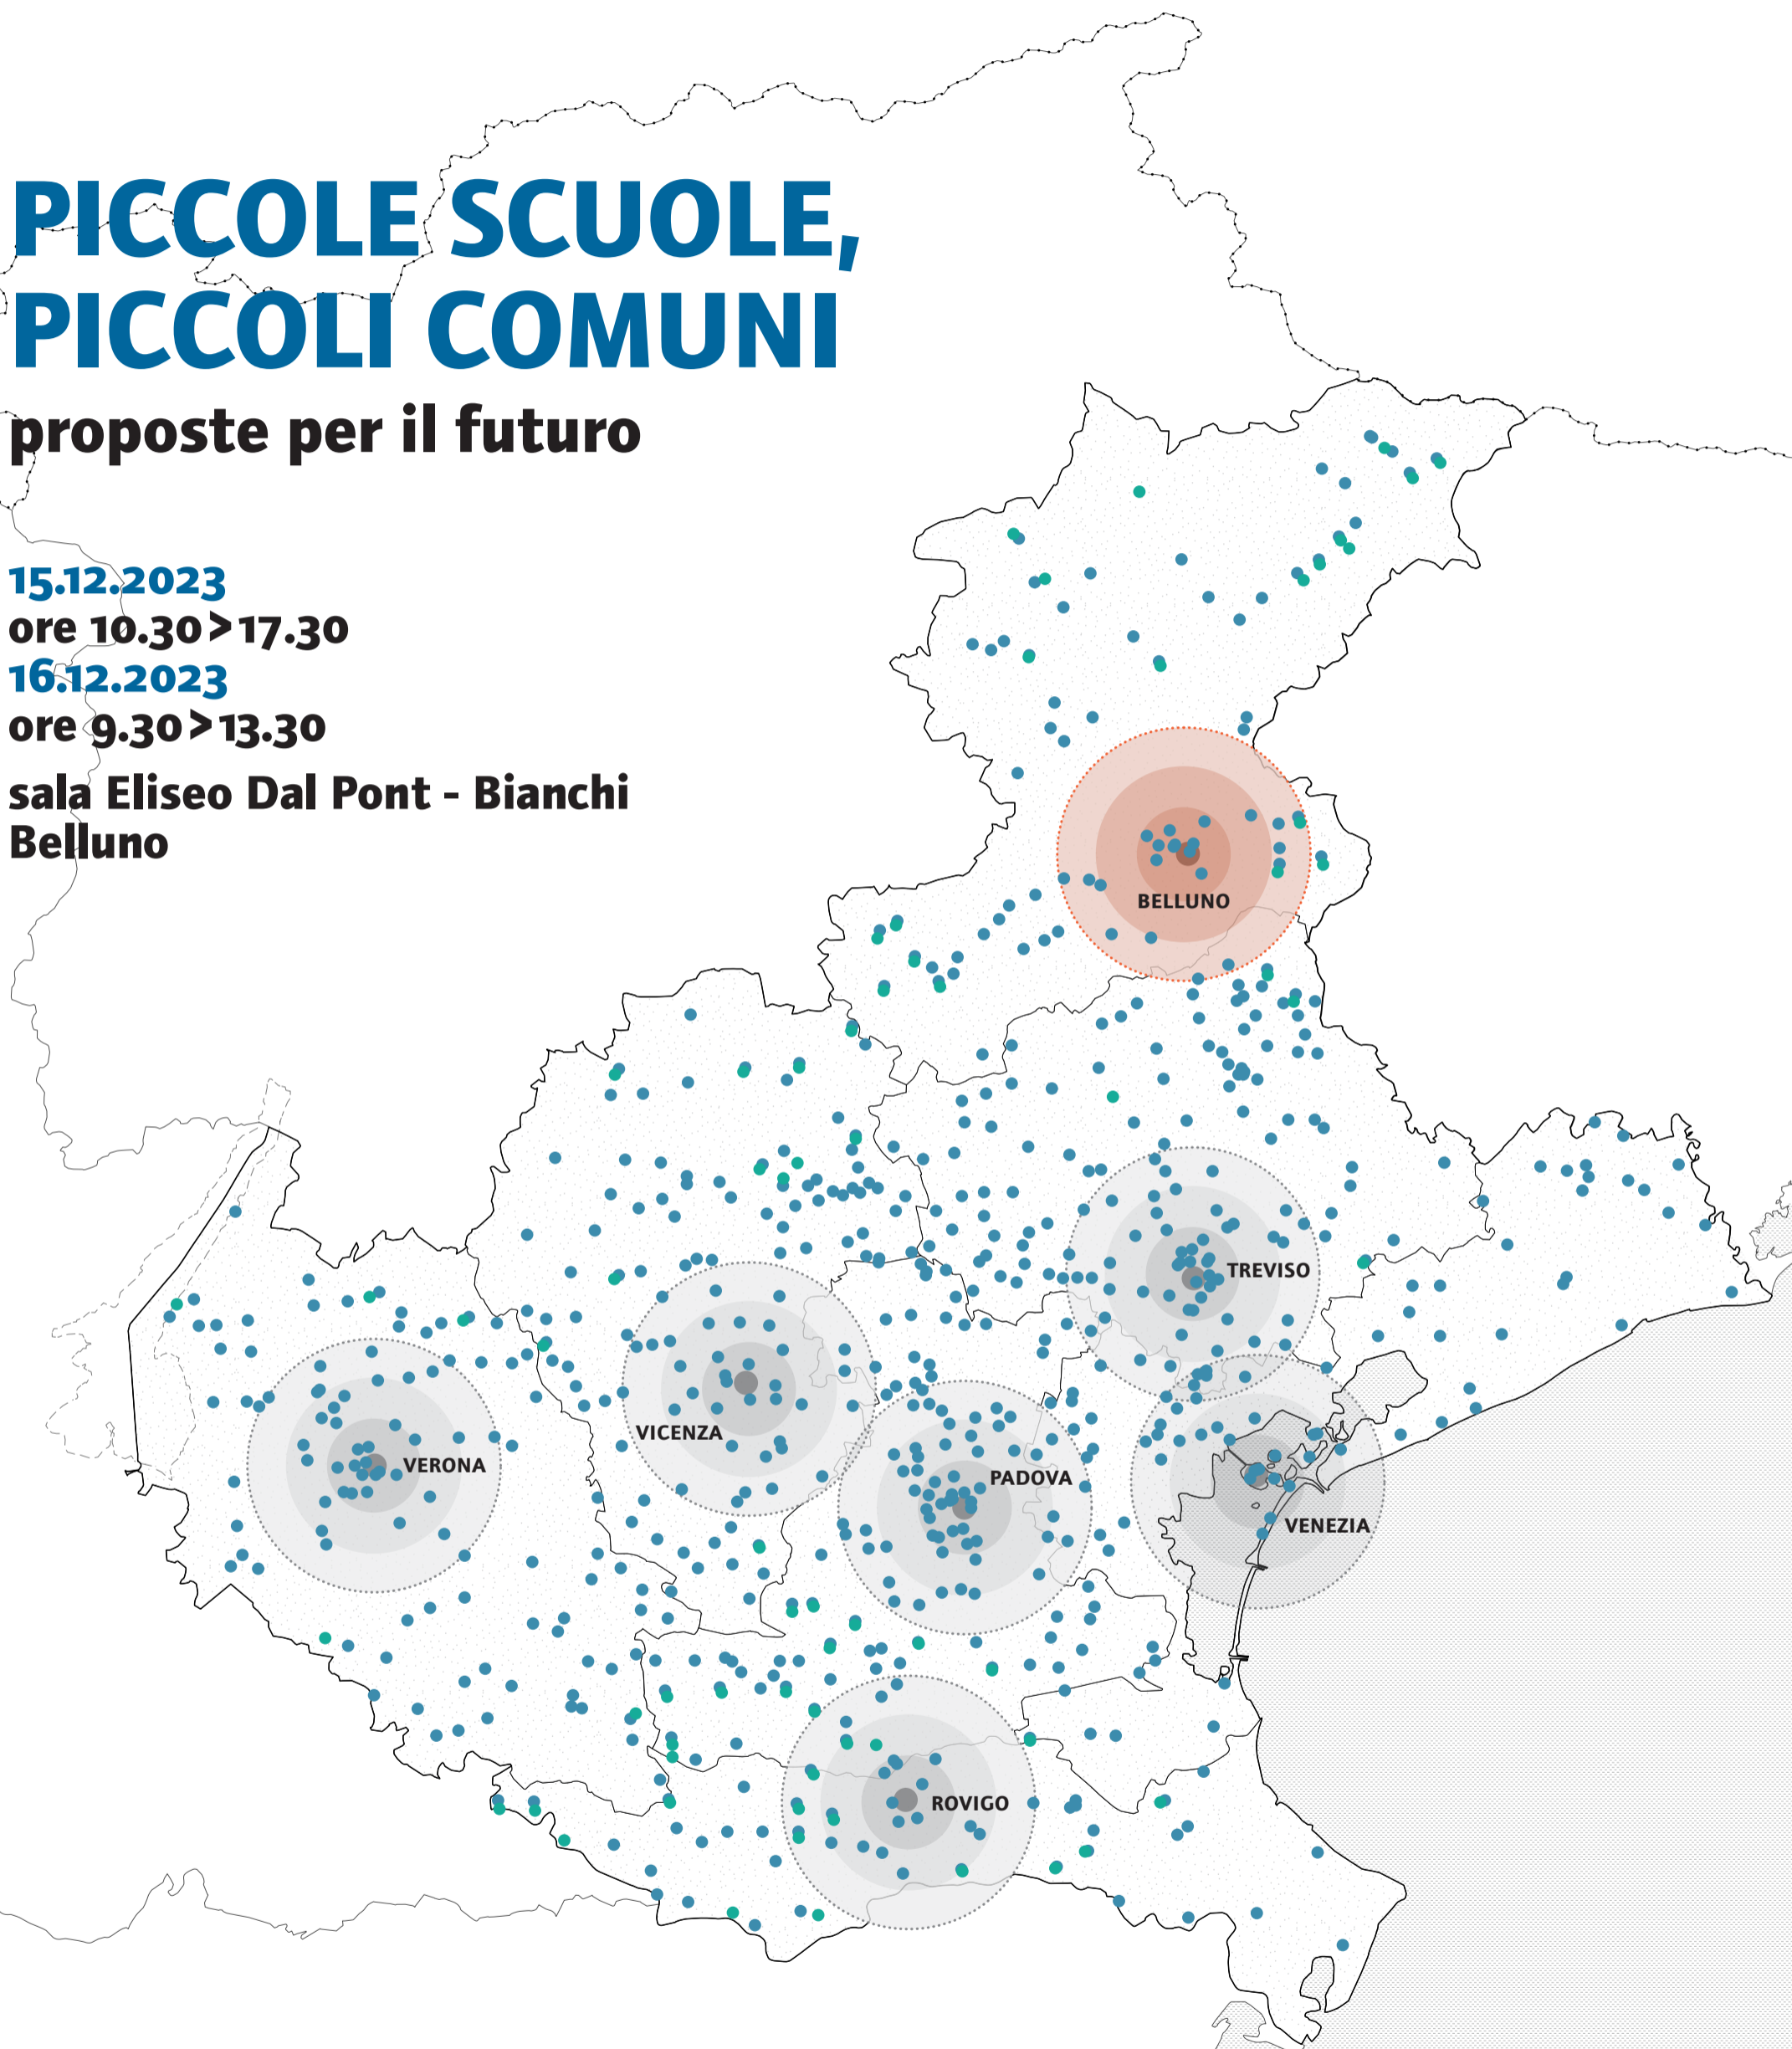 PICCOLE SCUOLE,
PICCOLI COMUNI
proposte per il futuro
15.12.2023
ore 10.30>17.30
16.12.2023
ore 9.30>13.30
sala Eliseo Dal Pont - Bianchi
Belluno
BELLUNO
TREVISO
VICENZA
VERONA
PADOVA
VENEZIA
ROVIGO